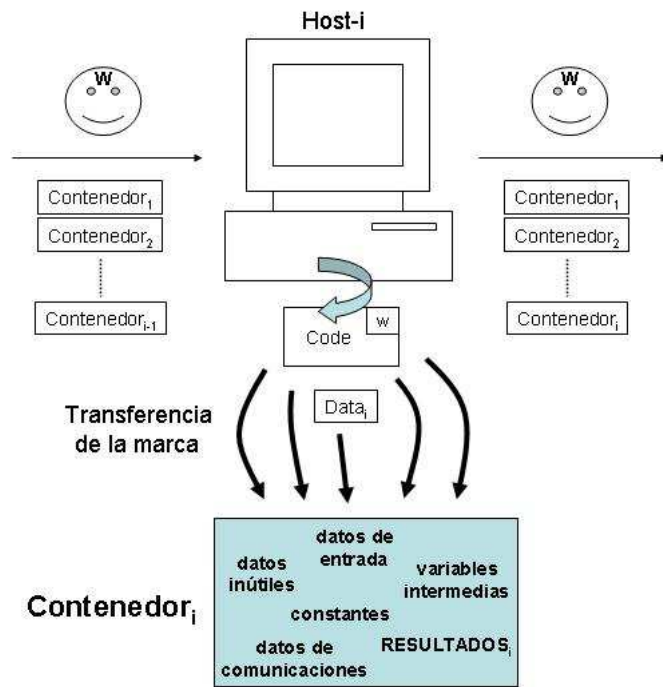 Host-i
W
W
Contenedor1
Contenedor2
Contenedori-1
Contenedor1
Contenedor2
Contenedori
Code
w
Datai
Transferencia
de la marca
Contenedori
datos de
entrada
datos
inútiles
variables
intermedias
constantes
datos de
comunicaciones
RESULTADOSi